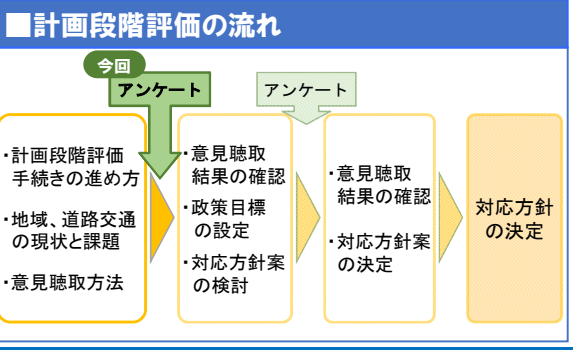 ■計画段階評価の流れ
今回
アンケート
アンケート
・計画段階評価
手続きの進め方
・地域、道路交通
の現状と課題
・意見聴取方法
・意見聴取
結果の確認
・政策目標
の設定
・対応方針案
の検討
・意見聴取
結果の確認
・対応方針案
の決定
対応方針
の決定